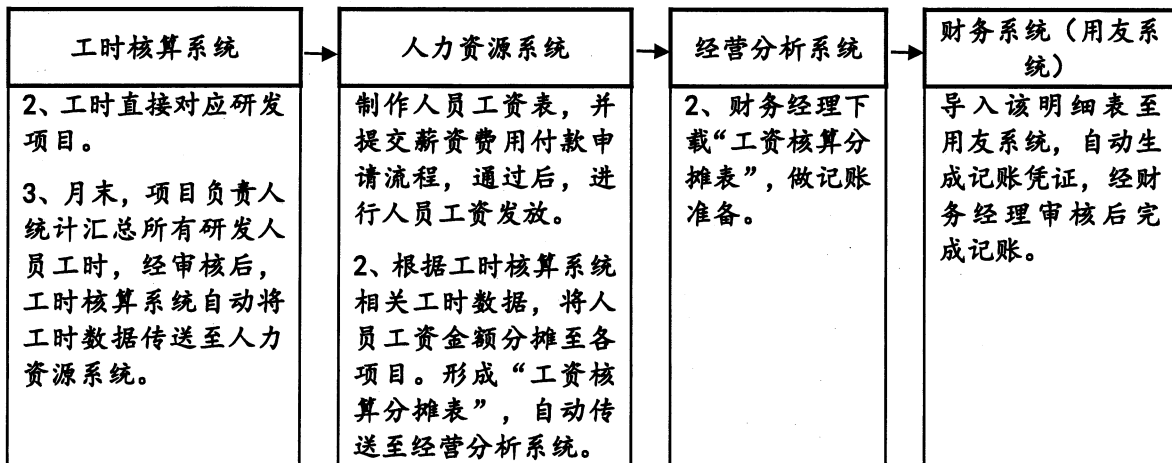 工时核算系统
2、工时直接对应研发
项目。
3、月末，项目负责人
统计汇总所有研发人
员工时，经审核后，
工时核算系统自动将
工时数据传送至人力
资源系统。
人力资源系统
制作人员工资表，并
提交薪资费用付款申
请流程，通过后，进
行人员工资发放。
2、根据工时核算系统
相关工时数据，将人
员工资金额分摊至各
项目。形成“工资核
算分摊表”，自动传
送至经营分析系统。
经营分析系统
2、财务经理下
载“工资核算分
摊表”，做记账
准备。
财务系统（用友系
统）
导入该明细表至
用友系统，自动生
成记账凭证，经财
务经理审核后完
成记账。